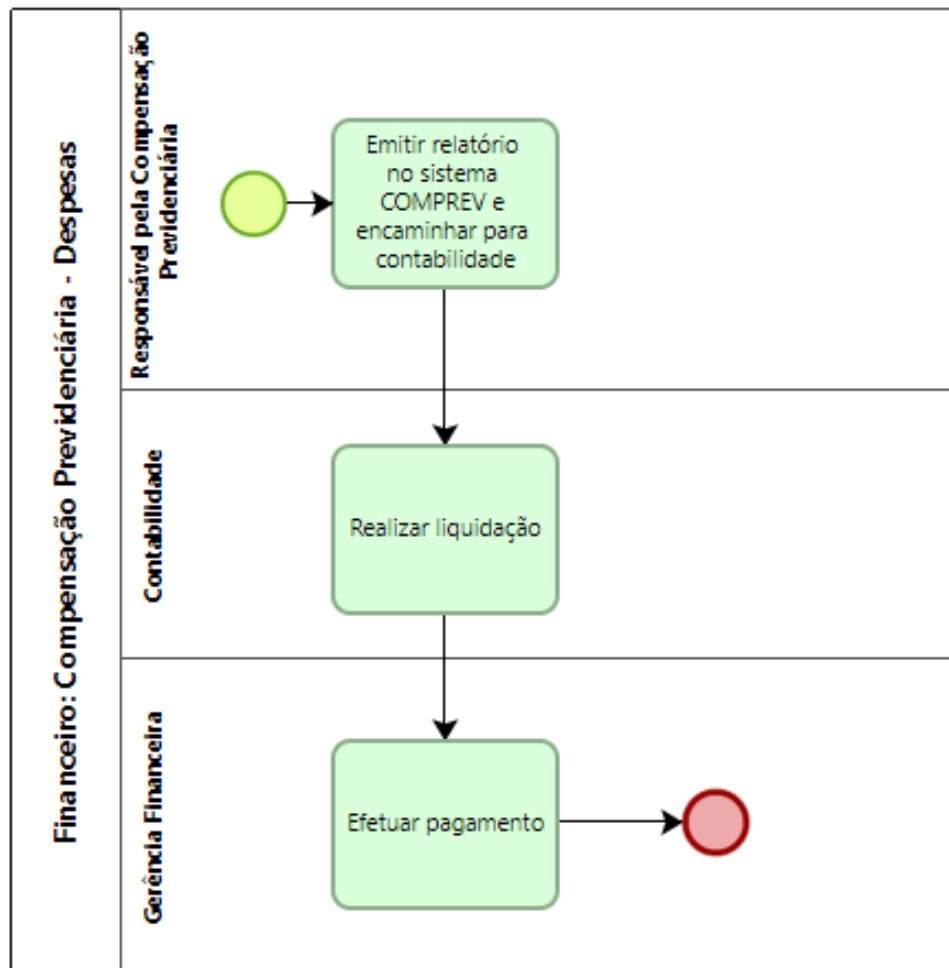 Financeiro: Compensação Previdenciária - Despesas
Responsável pela Compensação
Previdenciária
Emitir relatório
no sistema
COMPREV e
encaminhar para
contabilidade
Contabilidade
Realizar liquidação
Gerência Financeira
Efetuar pagamento